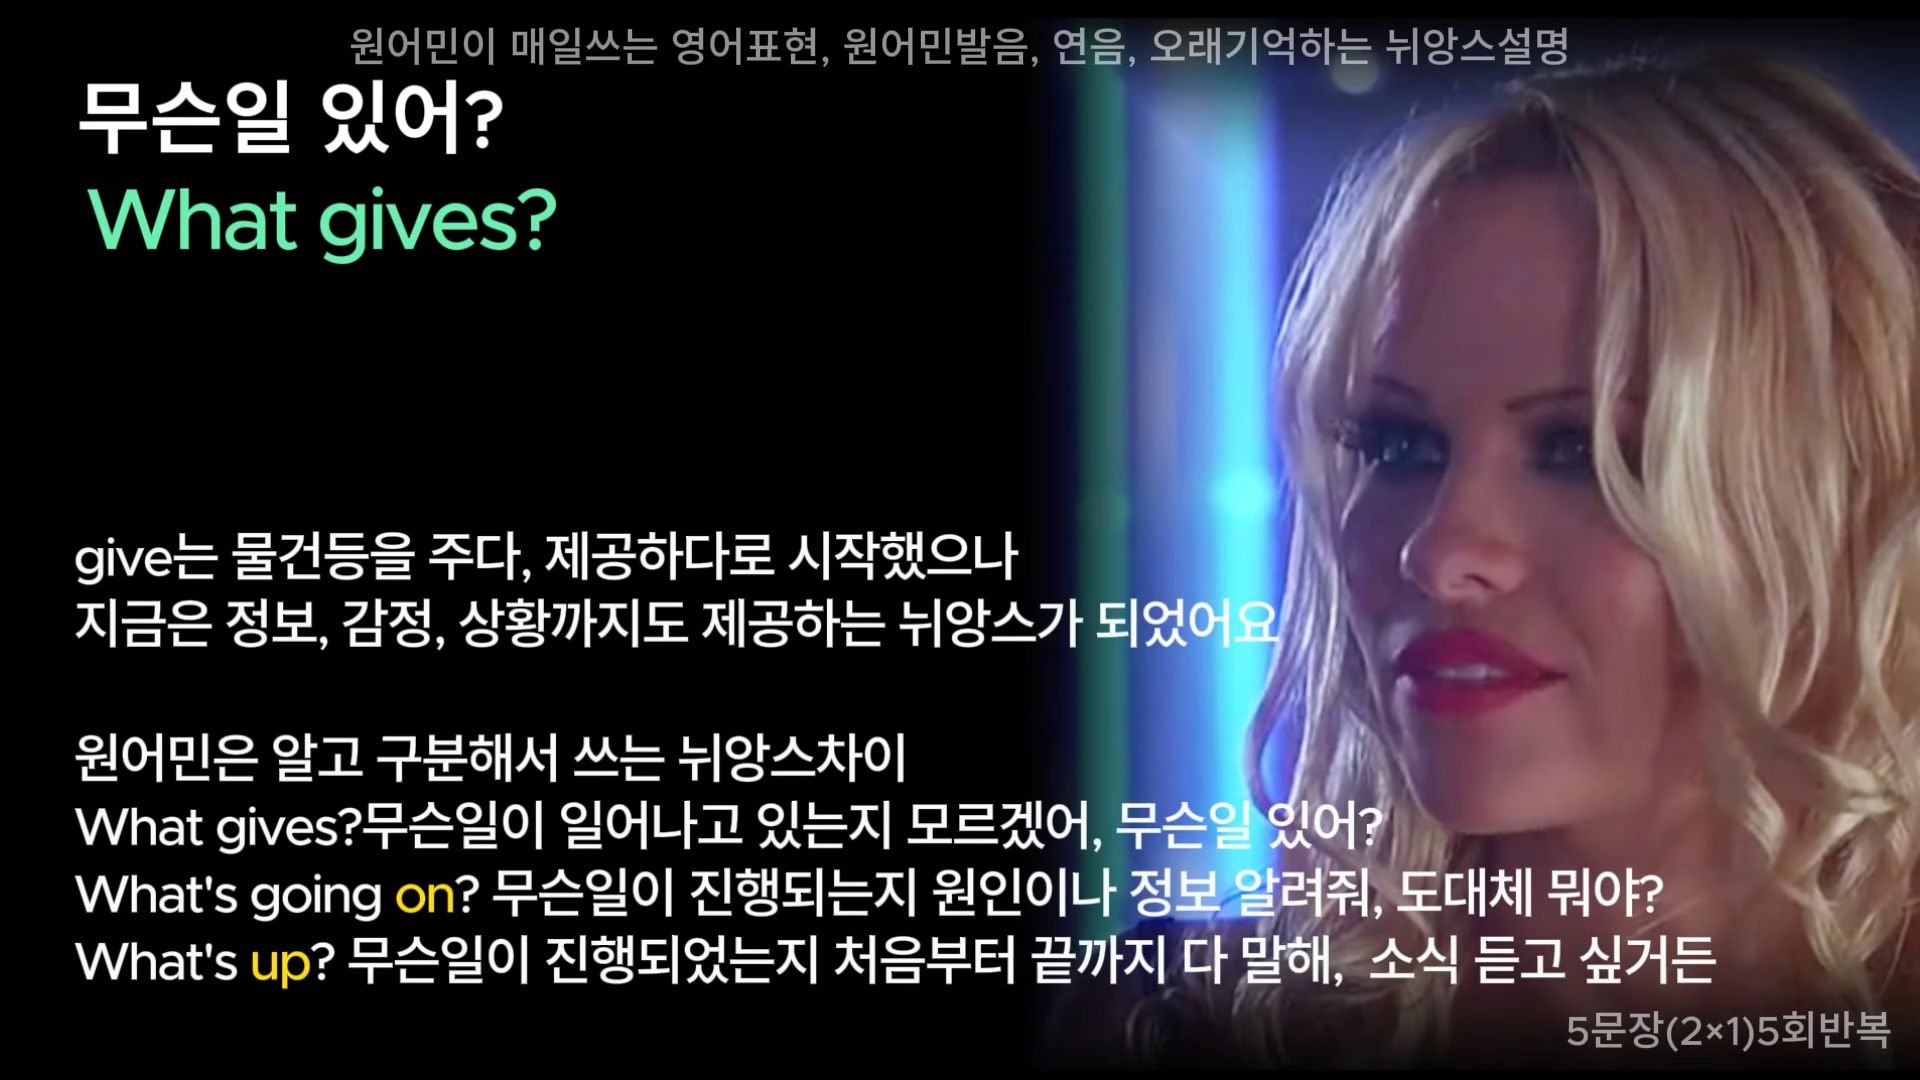 원어민이 매일쓰는 영어표현, 원어민발음, 연음, 오래기억하는 뉘앙스설명
무슨일 있어?
What gives?
give는 물건등을 주다, 제공하다로 시작했으나
지금은 정보, 감정, 상황까지도 제공하는 뉘앙스가 되었어요
원어민은 알고 구분해서 쓰는 뉘앙스차이
What gives?무슨일이 일어나고 있는지 모르겠어, 무슨일 있어?
What's going on? 무슨일이 진행되는지 원인이나 정보 알려줘, 도대체 뭐야?
What's up? 무슨일이 진행되었는지 처음부터 끝까지 다 말해, 소식 듣고 싶거든
5문장(2×1)5회반복